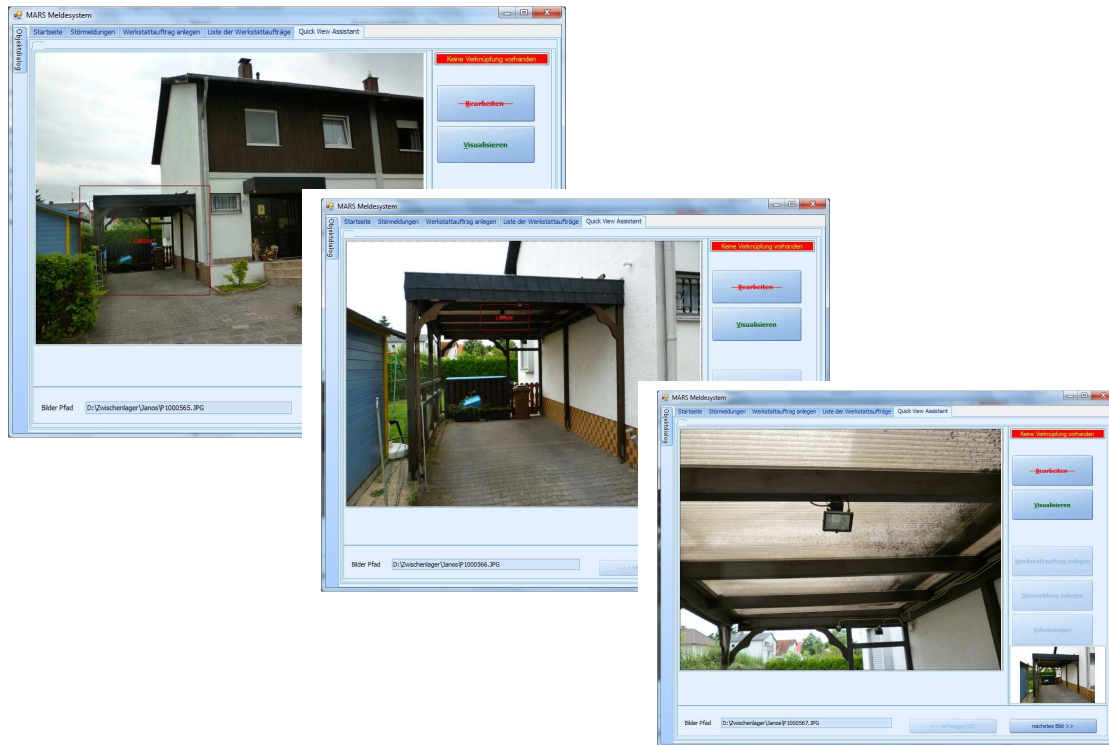 MARS Meldesystem
Objektdialog
Startseite Störmeldungen Werkstattauftrag anlegen Liste der Werkstattaufträge Quick View Assistant
Keine Verknüpfung vorhanden
Bearbeiten
Visualisieren
Carport
Bilder Pfad D:\Zwischenlager\Janos\P1000565.JPG
MARS Meldesystem
Objektdialog
Startseite Störmeldungen Werkstattauftrag anlegen Liste der Werkstattaufträge Quick View Assistant
Keine Verknüpfung vorhanden
Bearbeiten
Visualisieren
Lampe
Bilder Pfad D:\Zwischenlager\Janos\P1000566.JPG
MARS Meldesystem
Objektdialog
Startseite Störmeldungen Werkstattauftrag anlegen Liste der Werkstattaufträge Quick View Assistant
Keine Verknüpfung vorhanden
Bearbeiten
Visualisieren
Werkstattauftrag anlegen
Störmeldung anlegen
Bilder Pfad D:\Zwischenlager\Janos\P1000567.JPG
<< vorheriges Bild
nächstes Bild >>